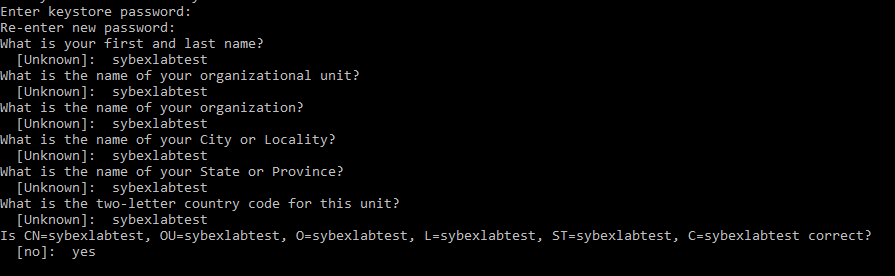 Enter keystore password:
Re-enter new password:
What is your first and last name?
  [Unknown]:  sybexlabtest
What is the name of your organizational unit?
  [Unknown]:  sybexlabtest
What is the name of your organization?
  [Unknown]:  sybexlabtest
What is the name of your City or Locality?
  [Unknown]:  sybexlabtest
What is the name of your State or Province?
  [Unknown]:  sybexlabtest
What is the two-letter country code for this unit?
  [Unknown]:  sybexlabtest
Is CN=sybexlabtest, OU=sybexlabtest, O=sybexlabtest, L=sybexlabtest, ST=sybexlabtest, C=sybexlabtest correct?
  [no]:  yes